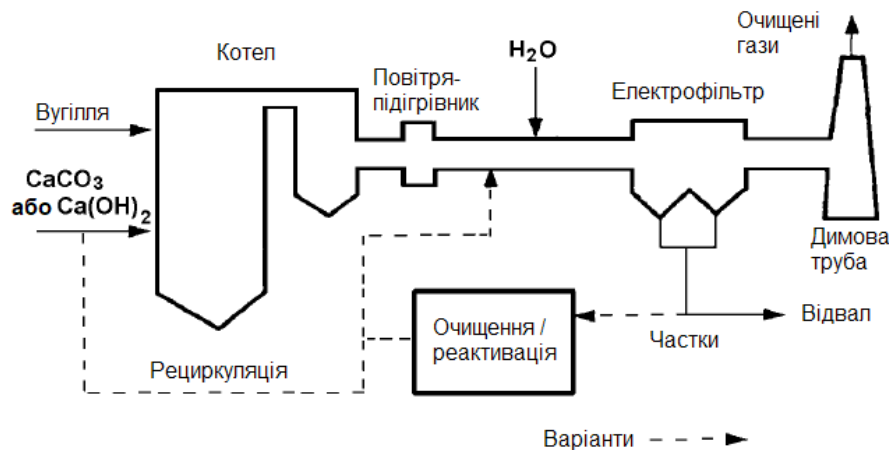 Очищені
гази
Котел
H₂O
Повітря-
підігрівник
Електрофільтр
Вугілля
CaCO₃
або Ca(OH)₂
Димова
труба
Очищення /
реактивація
Частки
Відвал
Рециркуляція
Варіанти